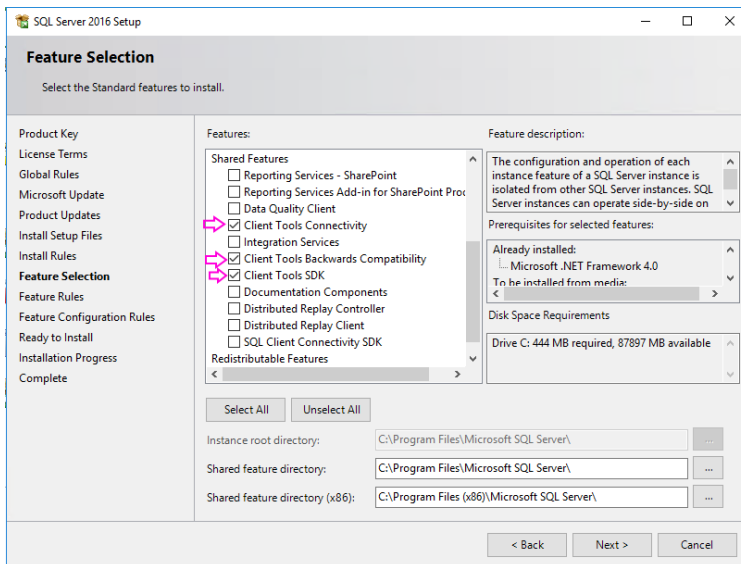 SQL Server 2016 Setup
Feature Selection
Select the Standard features to install.
Product Key
License Terms
Global Rules
Microsoft Update
Product Updates
Install Setup Files
Install Rules
Feature Selection
Feature Rules
Feature Configuration Rules
Ready to Install
Installation Progress
Complete
Features:
Shared Features
Reporting Services - SharePoint
Reporting Services Add-in for SharePoint Proc
Data Quality Client
Client Tools Connectivity
Integration Services
Client Tools Backwards Compatibility
Client Tools SDK
Documentation Components
Distributed Replay Controller
Distributed Replay Client
SQL Client Connectivity SDK
Redistributable Features
Select All
Unselect All
Feature description:
The configuration and operation of each
instance feature of a SQL Server instance is
isolated from other SQL Server instances. SQL
Server instances can operate side-by-side on
Prerequisites for selected features:
Already installed:
Microsoft .NET Framework 4.0
To be installed from media:
Disk Space Requirements
Drive C: 444 MB required, 87897 MB available
Instance root directory: C:\Program Files\Microsoft SQL Server\ ...
Shared feature directory: C:\Program Files\Microsoft SQL Server\ ...
Shared feature directory (x86): C:\Program Files (x86)\Microsoft SQL Server\ ...
< Back
Next >
Cancel